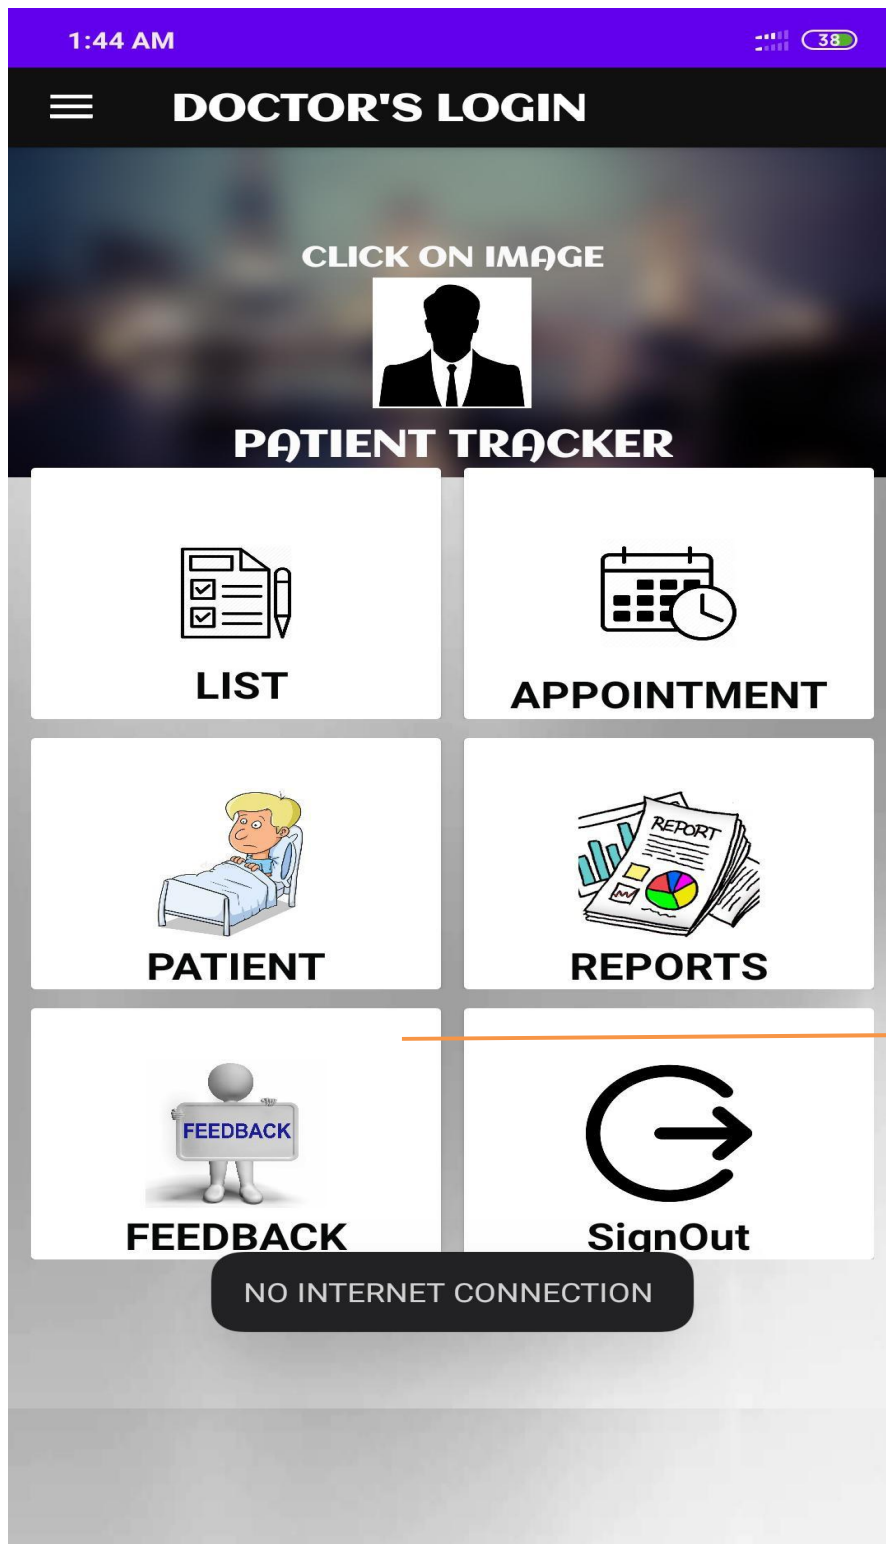 1:44 AM
38
DOCTOR'S LOGIN
CLICK ON IMAGE
PATIENT TRACKER
LIST
APPOINTMENT
PATIENT
REPORT
REPORTS
FEEDBACK
FEEDBACK
SignOut
NO INTERNET CONNECTION